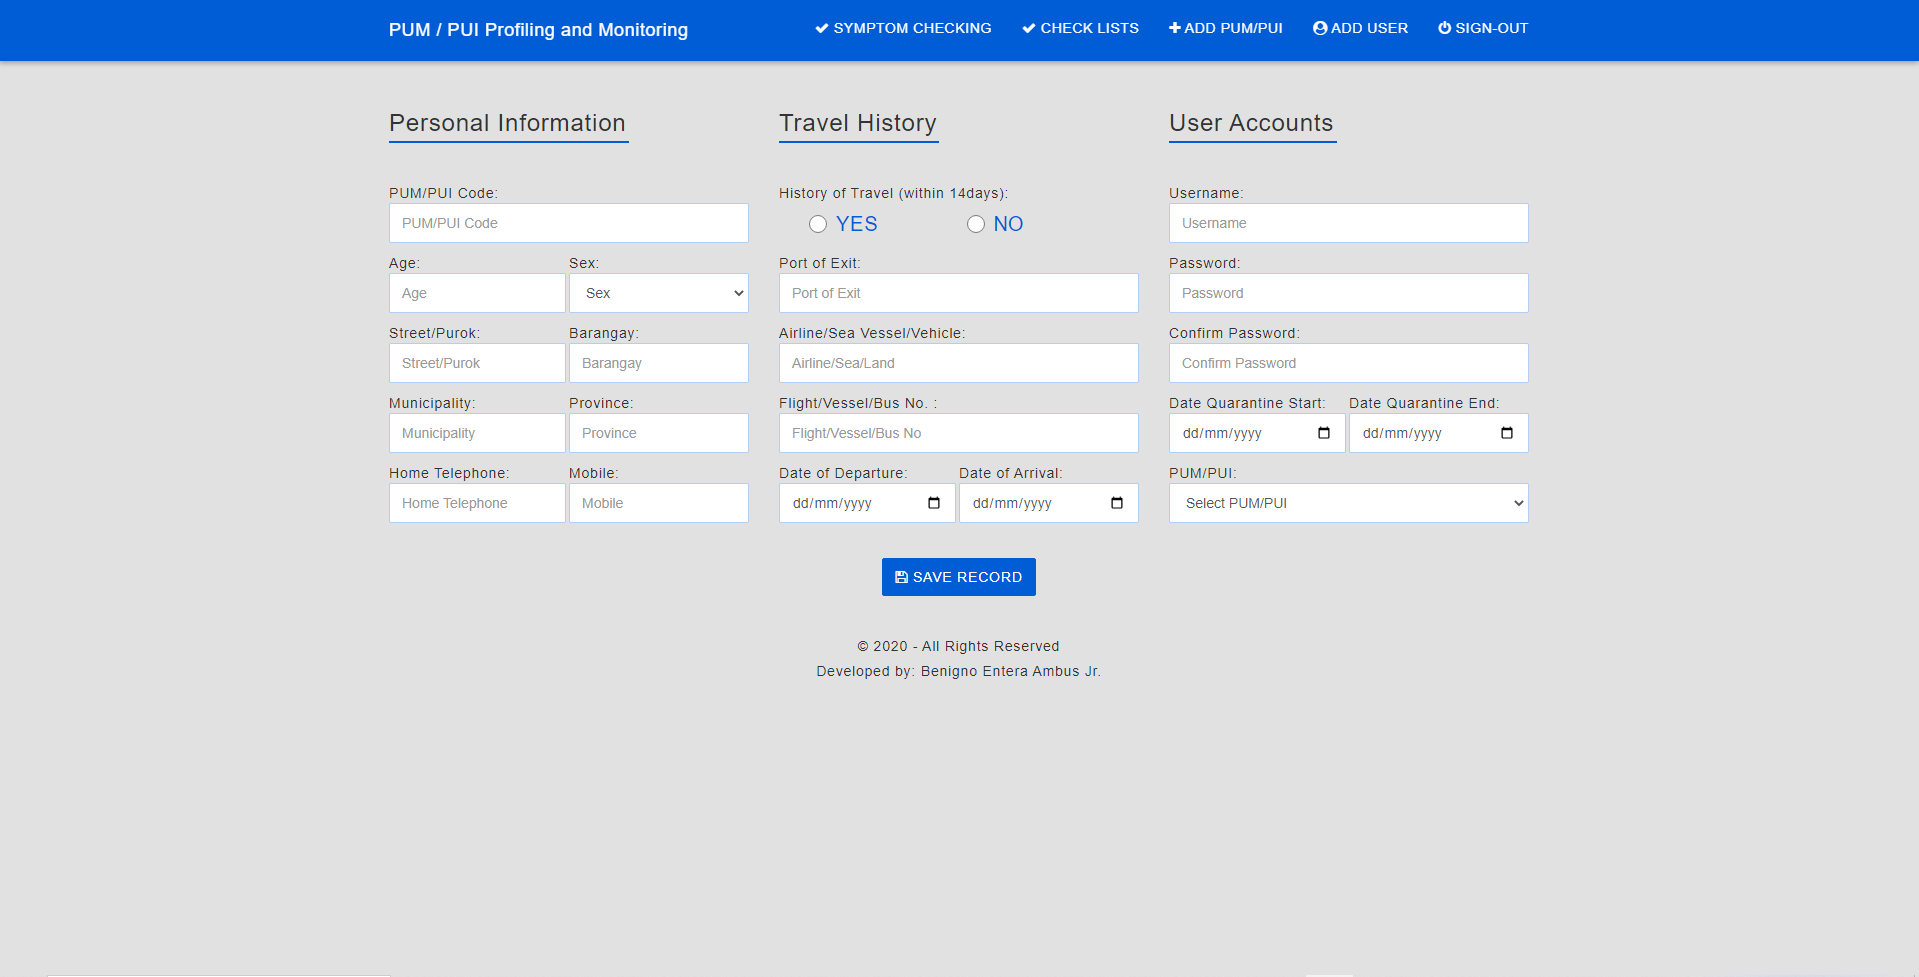 PUM / PUI Profiling and Monitoring
SYMPTOM CHECKING
CHECK LISTS
ADD PUM/PUI
ADD USER
SIGN-OUT
Personal Information
PUM/PUI Code:
PUM/PUI Code
Age: Sex:
Age Sex
Street/Purok: Barangay:
Street/Purok Barangay
Municipality: Province:
Municipality Province
Home Telephone: Mobile:
Home Telephone Mobile
Travel History
History of Travel (within 14days):
YES NO
Port of Exit:
Port of Exit
Airline/Sea Vessel/Vehicle:
Airline/Sea/Land
Flight/Vessel/Bus No. :
Flight/Vessel/Bus No
Date of Departure: Date of Arrival:
dd/mm/yyyy dd/mm/yyyy
User Accounts
Username:
Username
Password:
Password
Confirm Password:
Confirm Password
Date Quarantine Start: Date Quarantine End:
dd/mm/yyyy dd/mm/yyyy
PUM/PUI:
Select PUM/PUI
SAVE RECORD
© 2020 - All Rights Reserved
Developed by: Benigno Entera Ambus Jr.